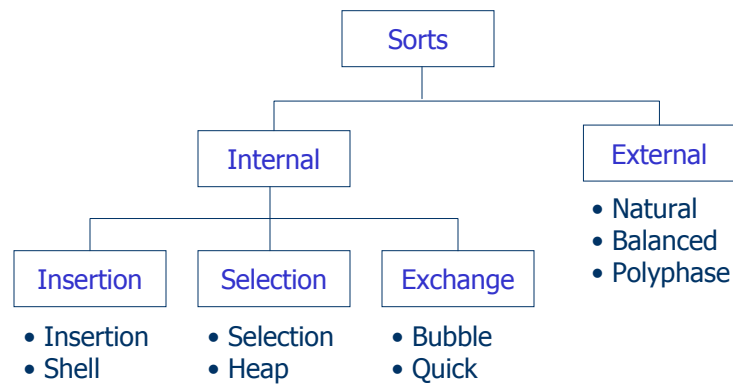 Sorts
Internal
External
• Natural
• Balanced
• Polyphase
Insertion
Selection
Exchange
• Insertion
• Shell
• Selection
• Heap
• Bubble
• Quick